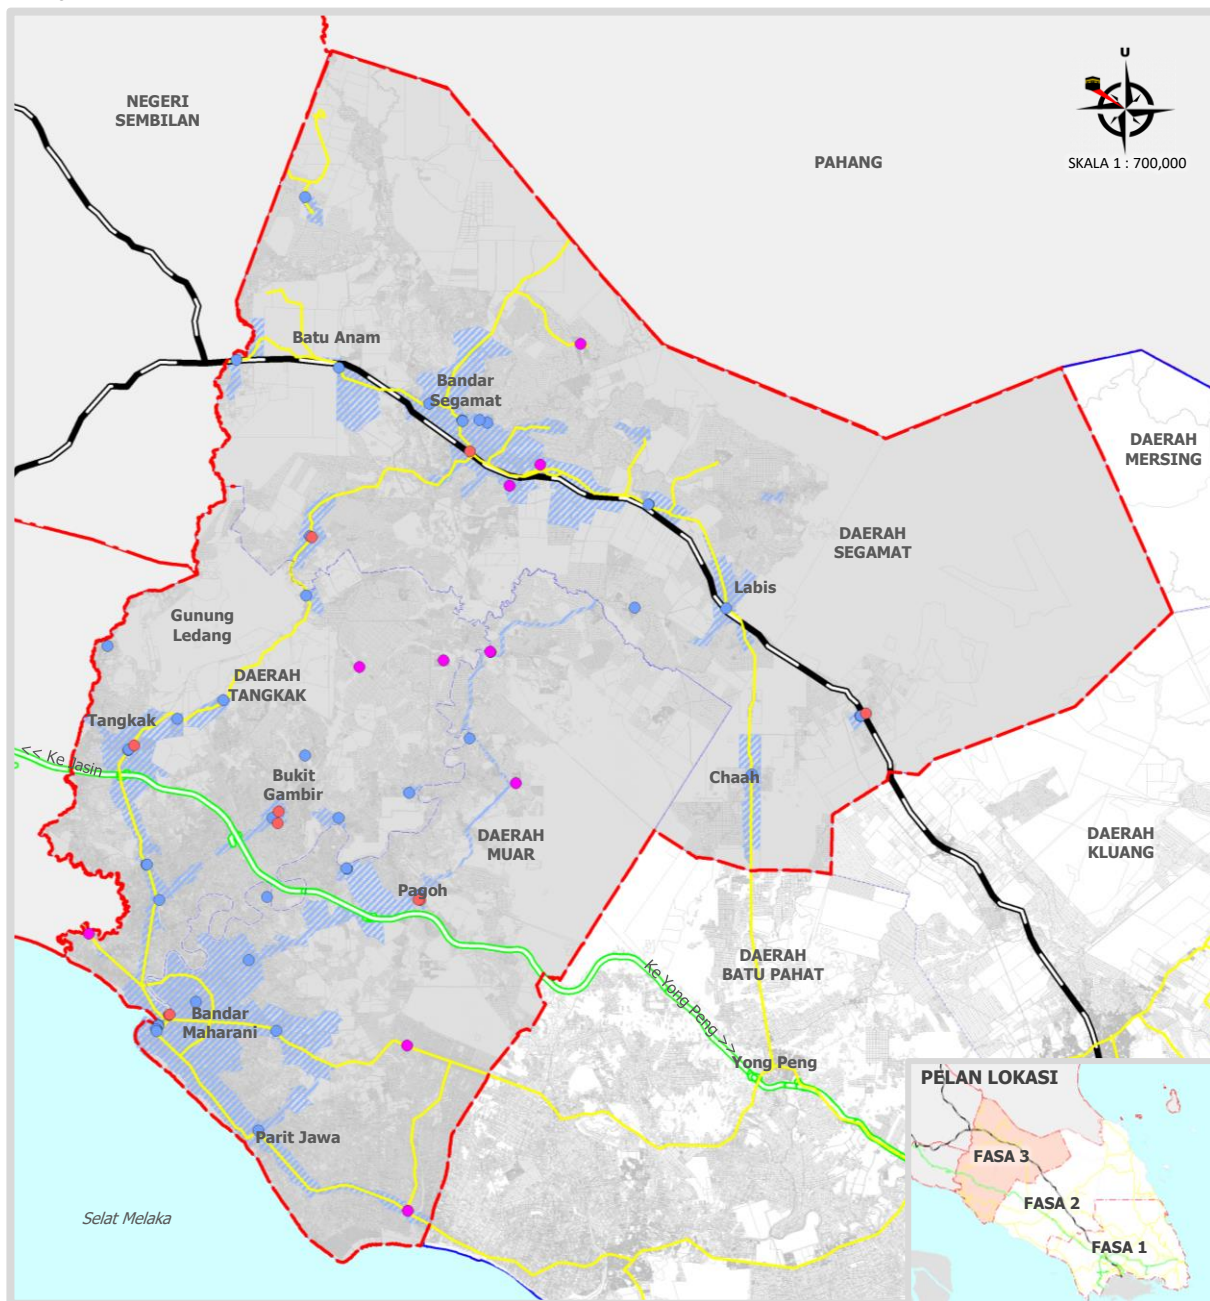 U
SKALA 1 : 700,000
NEGERI
SEMBILAN
PAHANG
Batu Anam
Bandar
Segamat
DAERAH
MERSING
DAERAH
SEGAMAT
Labis
Gunung
Ledang
DAERAH
TANGKAK
Tangkak
<< Ke Jasin
Bukit
Gambir
Chaah
DAERAH
MUAR
DAERAH
KLUANG
Pagoh
DAERAH
BATU PAHAT
Ke Yong Peng >>
Bandar
Maharani
Yong Peng
Parit Jawa
Selat Melaka
PELAN LOKASI
FASA 3
FASA 2
FASA 1